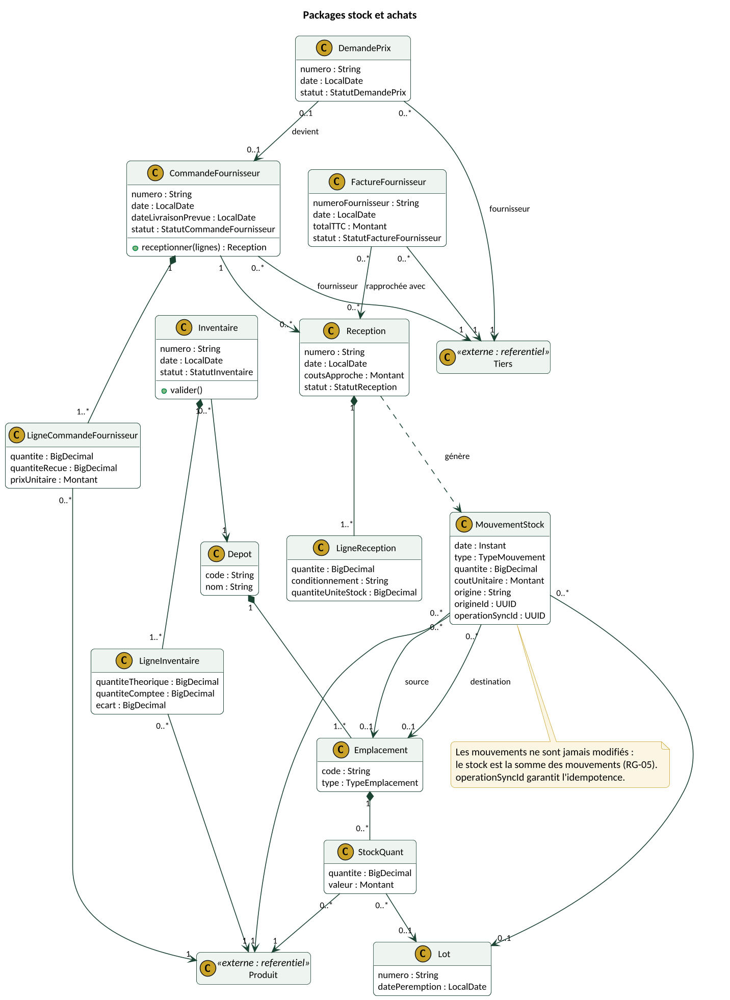 Packages stock et achats
C DemandePrix
numero : String
date : LocalDate
statut : StatutDemandePrix
0..1
0..*
devient
0..1
C CommandeFournisseur
numero : String
date : LocalDate
dateLivraisonPrevue : LocalDate
statut : StatutCommandeFournisseur
receptionner(lignes) : Reception
C FactureFournisseur
numeroFournisseur : String
date : LocalDate
totalTTC : Montant
statut : StatutFactureFournisseur
fournisseur
1
1
0..*
0..*
0..*
fournisseur
rapprochée avec
0..*
0..*
1
1
1
C Inventaire
numero : String
date : LocalDate
statut : StatutInventaire
valider()
C Reception
numero : String
date : LocalDate
coutsApproche : Montant
statut : StatutReception
C «externe : referentiel»
Tiers
1..*
1
0..*
1
C LigneCommandeFournisseur
quantite : BigDecimal
quantiteRecue : BigDecimal
prixUnitaire : Montant
génère
0..*
1
1..*
C Depot
code : String
nom : String
C LigneReception
quantite : BigDecimal
conditionnement : String
quantiteUniteStock : BigDecimal
C MouvementStock
date : Instant
type : TypeMouvement
quantite : BigDecimal
coutUnitaire : Montant
origine : String
origineId : UUID
operationSyncId : UUID
0..*
1
0..*
0..*
0..*
1..*
C LigneInventaire
quantiteTheorique : BigDecimal
quantiteComptee : BigDecimal
ecart : BigDecimal
source
destination
0..*
1..*
0..1
0..1
C Emplacement
code : String
type : TypeEmplacement
Les mouvements ne sont jamais modifiés :
le stock est la somme des mouvements (RG-05).
operationSyncId garantit l'idempotence.
1
0..*
C StockQuant
quantite : BigDecimal
valeur : Montant
0..*
0..*
1
1
1
1
0..1
0..1
C «externe : referentiel»
Produit
C Lot
numero : String
datePeremption : LocalDate